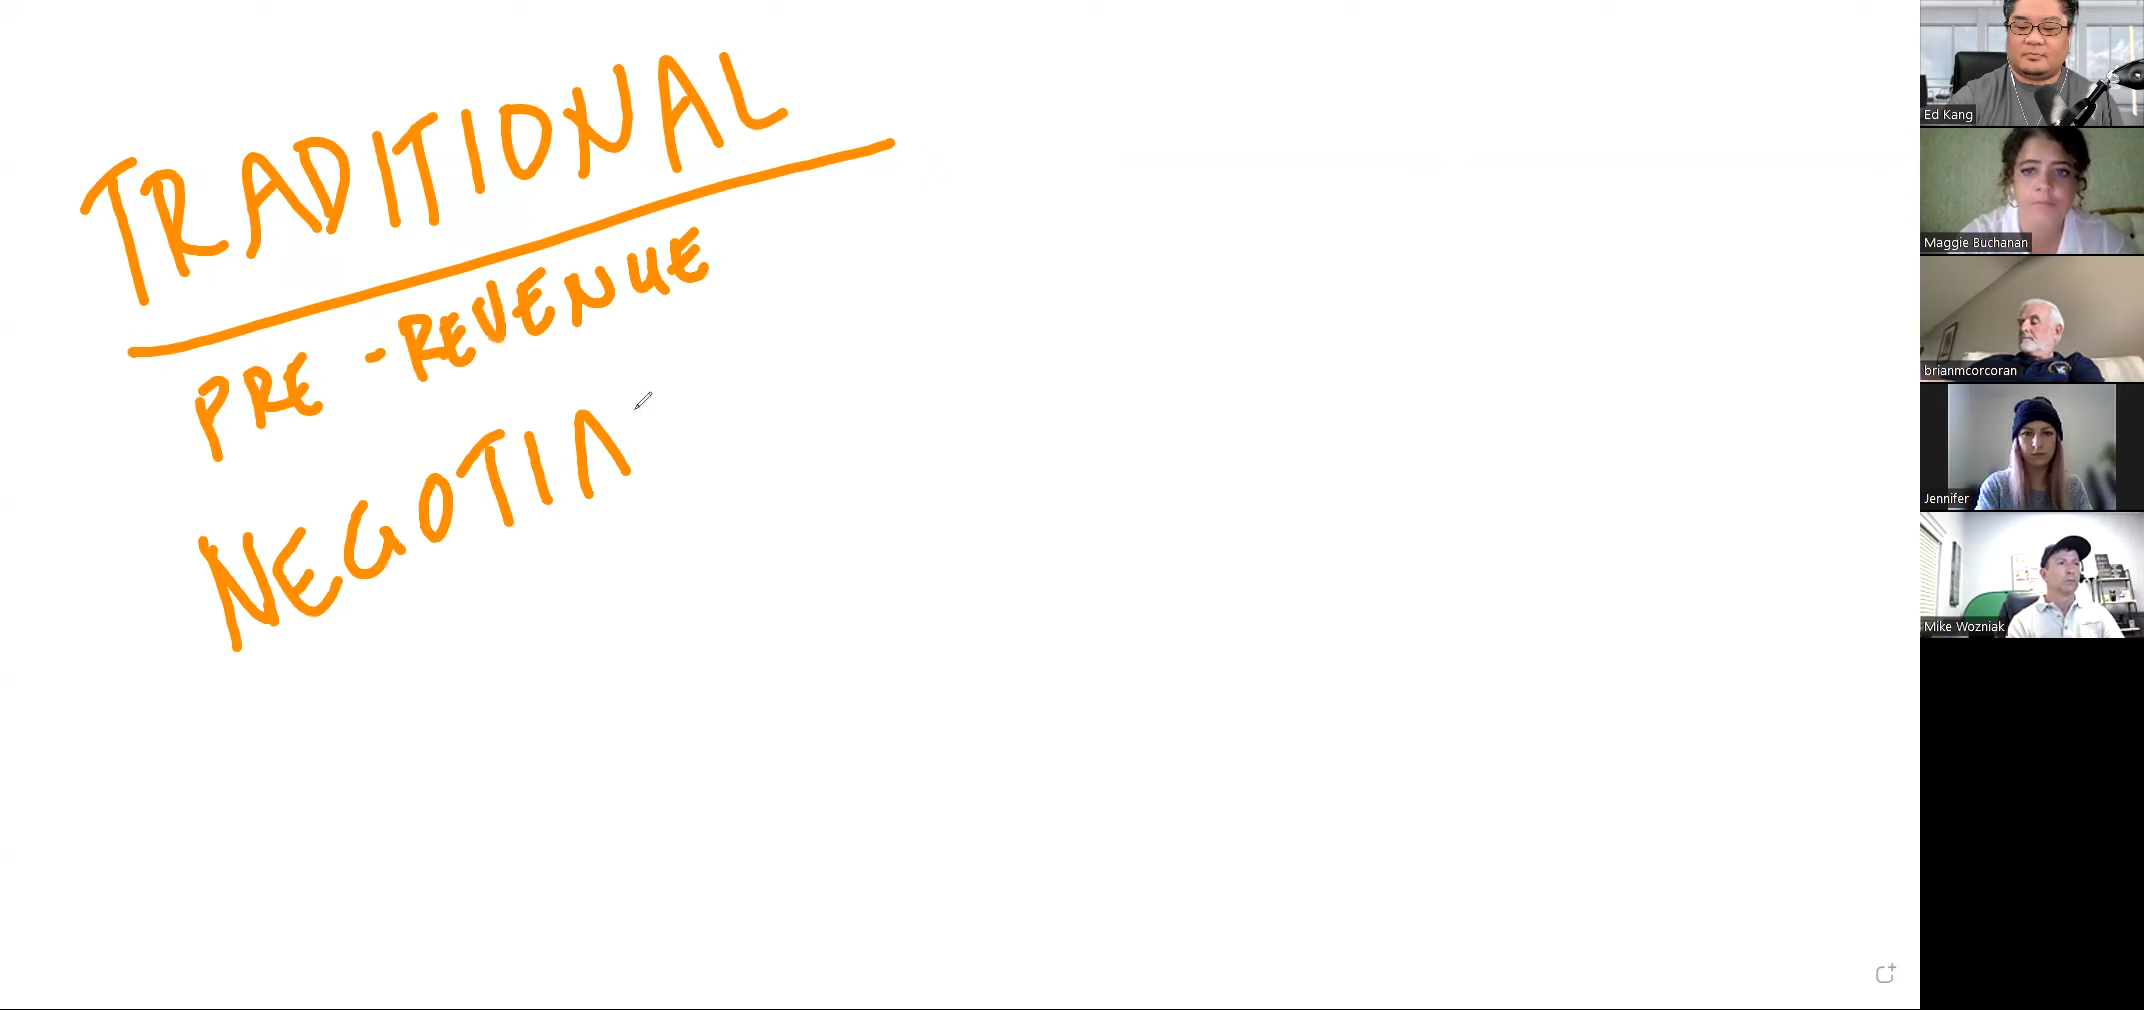 TRADITIONAL
PRE-REVENUE
NEGOTIA
Ed Kang
Maggie Buchanan
brianmcorcoran
Jennifer
Mike Wozniak